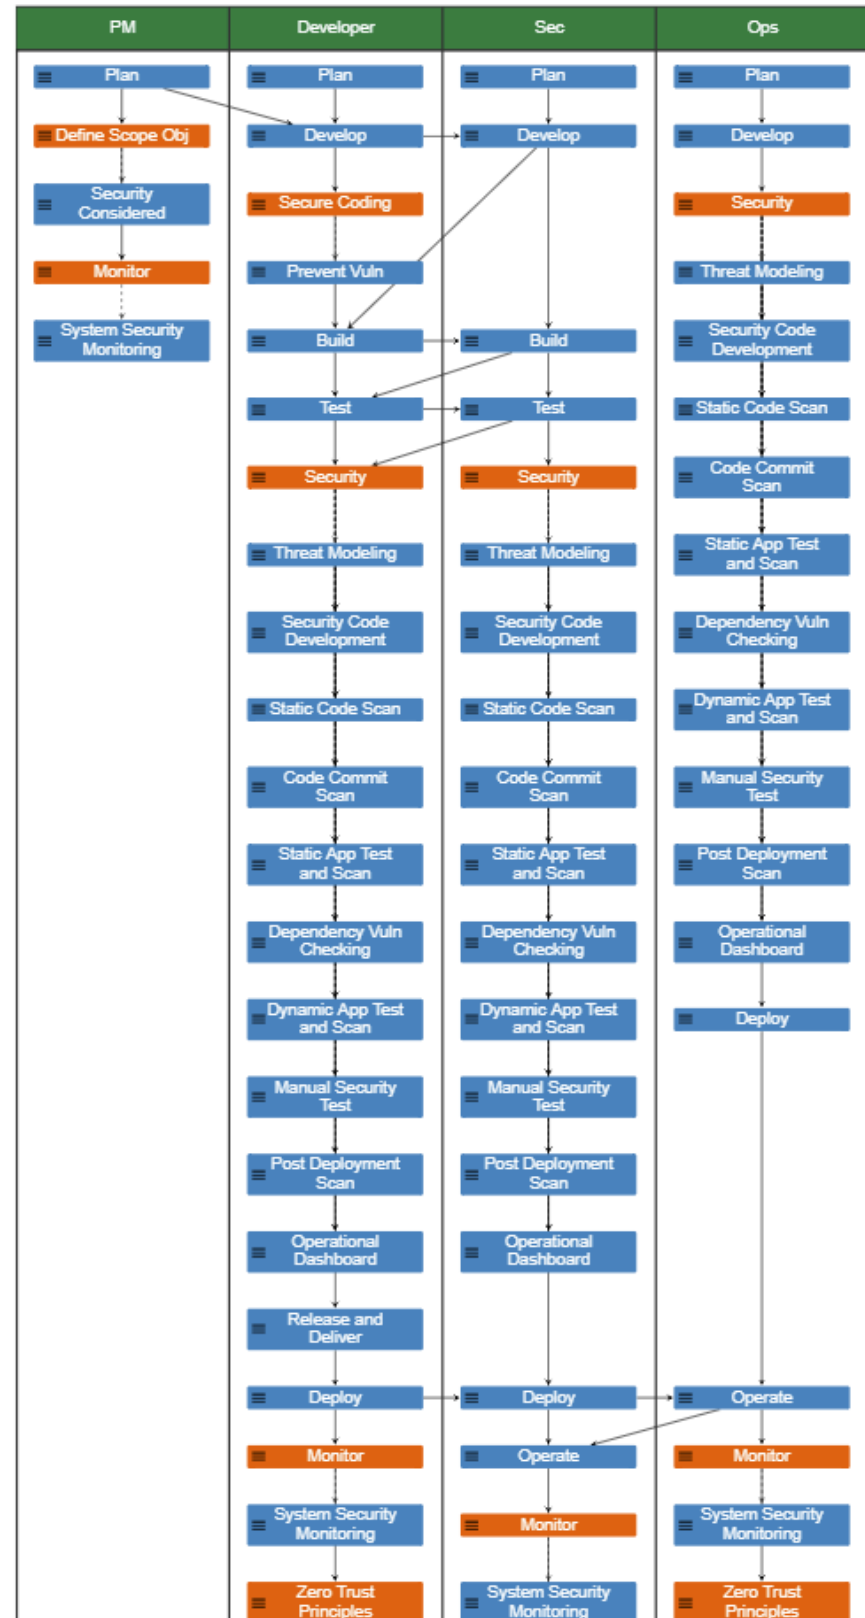 PM
Developer
Sec
Ops
Plan
Define Scope Obj
Security
Considered
Monitor
System Security
Monitoring
Plan
Develop
Secure Coding
Prevent Vuln
Build
Test
Security
Threat Modeling
Security Code
Development
Static Code Scan
Code Commit
Scan
Static App Test
and Scan
Dependency Vuln
Checking
Dynamic App Test
and Scan
Manual Security
Test
Post Deployment
Scan
Operational
Dashboard
Release and
Deliver
Deploy
Monitor
System Security
Monitoring
Zero Trust
Principles
Plan
Develop
Build
Test
Security
Threat Modeling
Security Code
Development
Static Code Scan
Code Commit
Scan
Static App Test
and Scan
Dependency Vuln
Checking
Dynamic App Test
and Scan
Manual Security
Test
Post Deployment
Scan
Operational
Dashboard
Deploy
Operate
Monitor
System Security
Monitoring
Plan
Develop
Security
Threat Modeling
Security Code
Development
Static Code Scan
Code Commit
Scan
Static App Test
and Scan
Dependency Vuln
Checking
Dynamic App Test
and Scan
Manual Security
Test
Post Deployment
Scan
Operational
Dashboard
Deploy
Operate
Monitor
System Security
Monitoring
Zero Trust
Principles